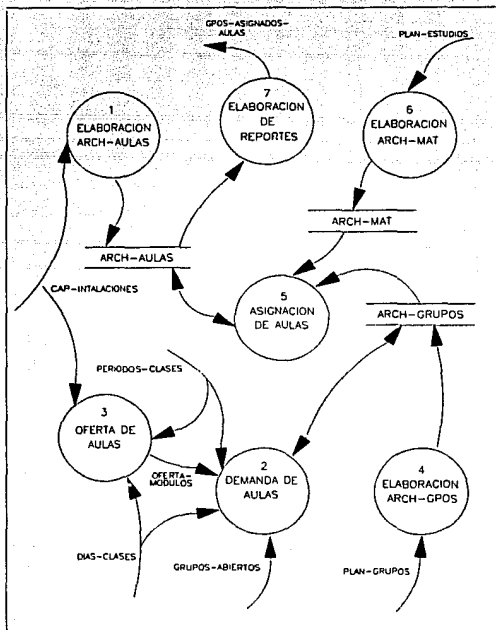 GPOS-ASIGNADOS-
AULAS
PLAN-ESTUDIOS
1
ELABORACION
ARCH-AULAS
7
ELABORACION
DE
REPORTES
6
ELABORACION
ARCH-MAT
ARCH-MAT
ARCH-AULAS
CAP-INTALACIONES
5
ASIGNACION
DE AULAS
ARCH-GRUPOS
PERIODOS-CLASES
3
OFERTA DE
AULAS
OFERTA-
MODULOS
2
DEMANDA DE
AULAS
4
ELABORACION
ARCH-GPOS
DIAS-CLASES
GRUPOS-ABIERTOS
PLAN-GRUPOS